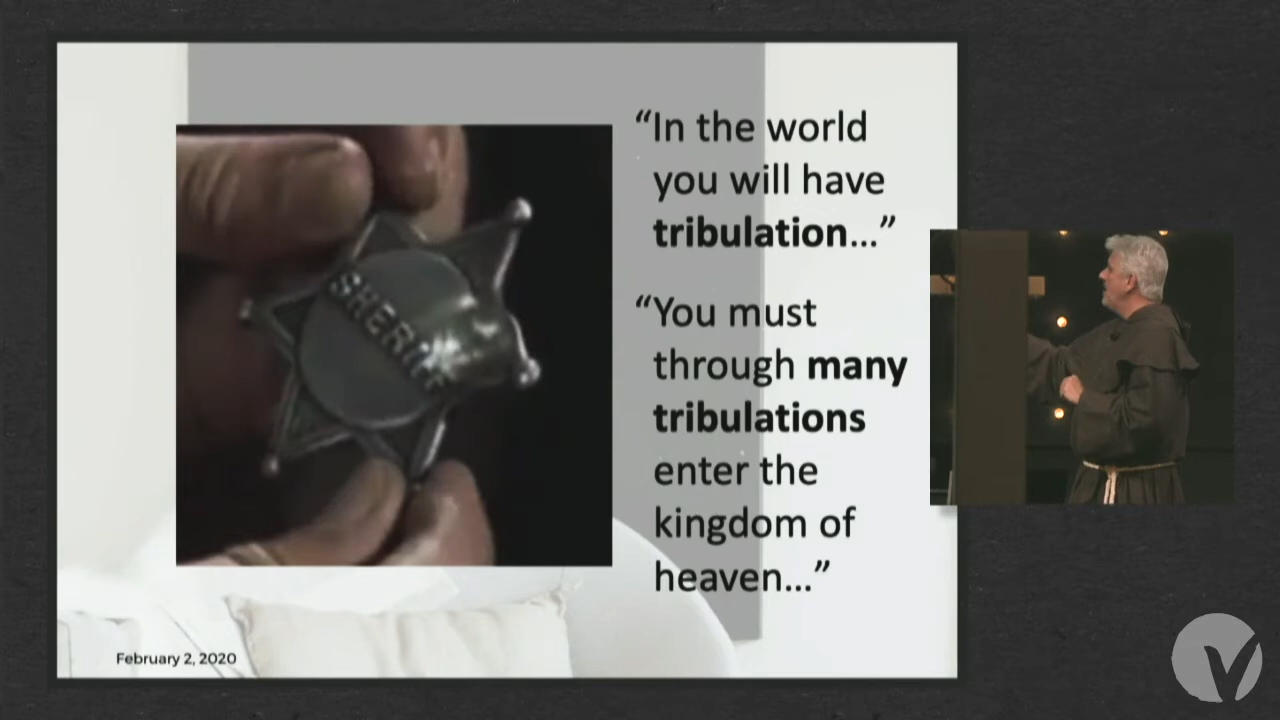 “In the world
you will have
tribulation...”
“You must
through many
tribulations
enter the
kingdom of
heaven...”
SHERIFF
February 2, 2020